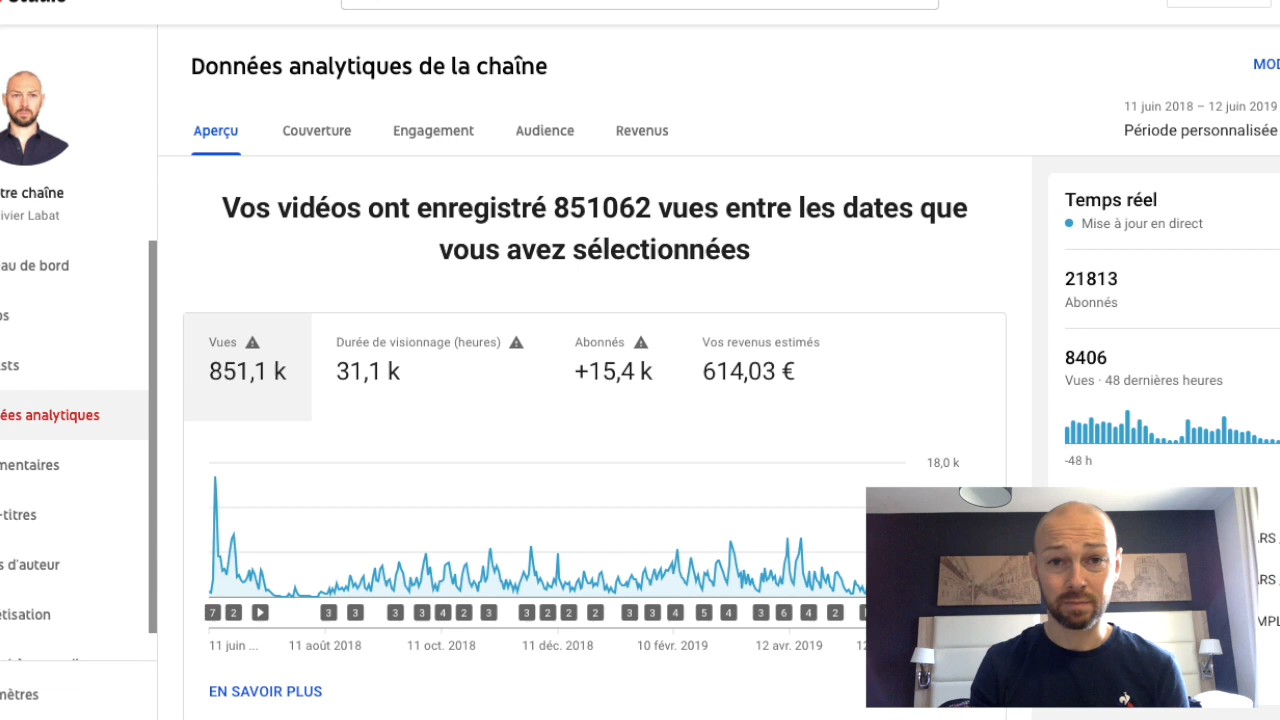 Données analytiques de la chaîne
11 juin 2018 – 12 juin 2019
Période personnalisée
Aperçu
Couverture
Engagement
Audience
Revenus
Vos vidéos ont enregistré 851062 vues entre les dates que
vous avez sélectionnées
tre chaîne
ivier Labat
au de bord
os
sts
ées analytiques
mentaires
-titres
s d'auteur
étisation
mètres
Vues
851,1 k
Durée de visionnage (heures)
31,1 k
Abonnés
+15,4 k
Vos revenus estimés
614,03 €
18,0 k
7 2 3 3 3 3 4 2 3 3 2 2 2 3 3 4 5 4 3 6 4 2
11 juin ... 11 août 2018 11 oct. 2018 11 déc. 2018 10 févr. 2019 12 avr. 2019 12
EN SAVOIR PLUS
Temps réel
Mise à jour en direct
21813
Abonnés
8406
Vues · 48 dernières heures
-48 h